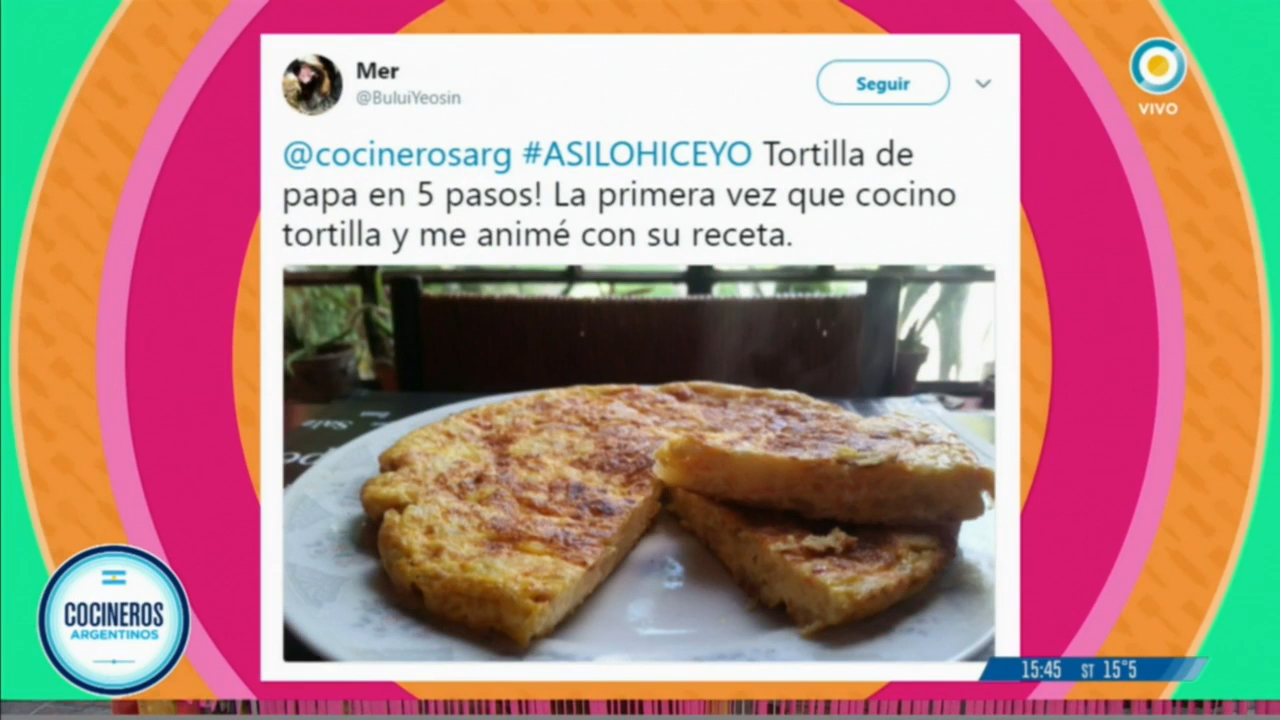 Mer
@BuluiYeosin
Seguir
VIVO
@cocinerosarg #ASILOHICEYO Tortilla de
papa en 5 pasos! La primera vez que cocino
tortilla y me animé con su receta.
Salz
COCINEROS
ARGENTINOS
15:45 ST 15°5